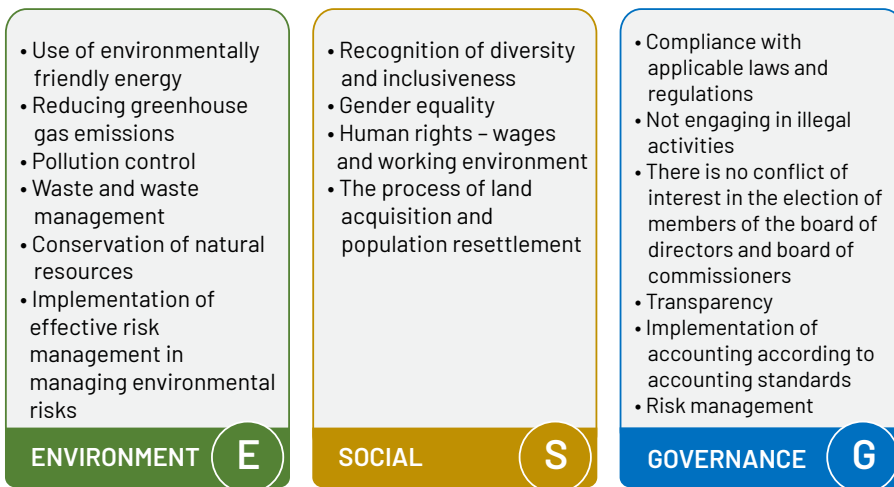 • Use of environmentally
friendly energy
• Reducing greenhouse
gas emissions
• Pollution control
• Waste and waste
management
• Conservation of natural
resources
• Implementation of
effective risk
management in
managing environmental
risks
ENVIRONMENT E
• Recognition of diversity
and inclusiveness
• Gender equality
• Human rights – wages
and working environment
• The process of land
acquisition and
population resettlement
SOCIAL S
• Compliance with
applicable laws and
regulations
• Not engaging in illegal
activities
• There is no conflict of
interest in the election of
members of the board of
directors and board of
commissioners
• Transparency
• Implementation of
accounting according to
accounting standards
• Risk management
GOVERNANCE G